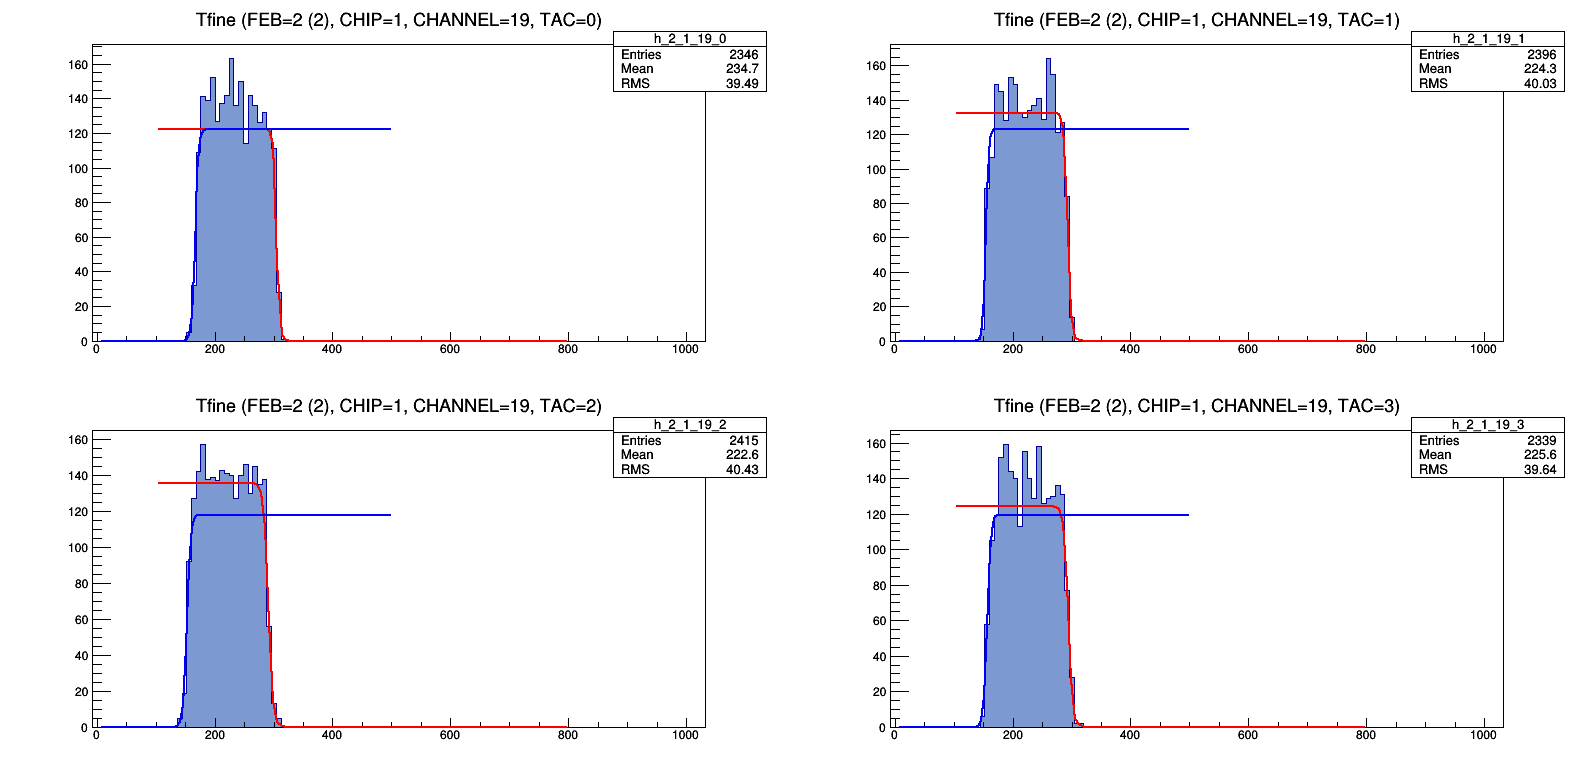 Tfine (FEB=2 (2), CHIP=1, CHANNEL=19, TAC=0)
h_2_1_19_0
Entries 2346
Mean 234.7
RMS 39.49
160
140
120
100
80
60
40
20
0
0 200 400 600 800 1000
Tfine (FEB=2 (2), CHIP=1, CHANNEL=19, TAC=1)
h_2_1_19_1
Entries 2396
Mean 224.3
RMS 40.03
160
140
120
100
80
60
40
20
0
0 200 400 600 800 1000
Tfine (FEB=2 (2), CHIP=1, CHANNEL=19, TAC=2)
h_2_1_19_2
Entries 2415
Mean 222.6
RMS 40.43
160
140
120
100
80
60
40
20
0
0 200 400 600 800 1000
Tfine (FEB=2 (2), CHIP=1, CHANNEL=19, TAC=3)
h_2_1_19_3
Entries 2339
Mean 225.6
RMS 39.64
160
140
120
100
80
60
40
20
0
0 200 400 600 800 1000